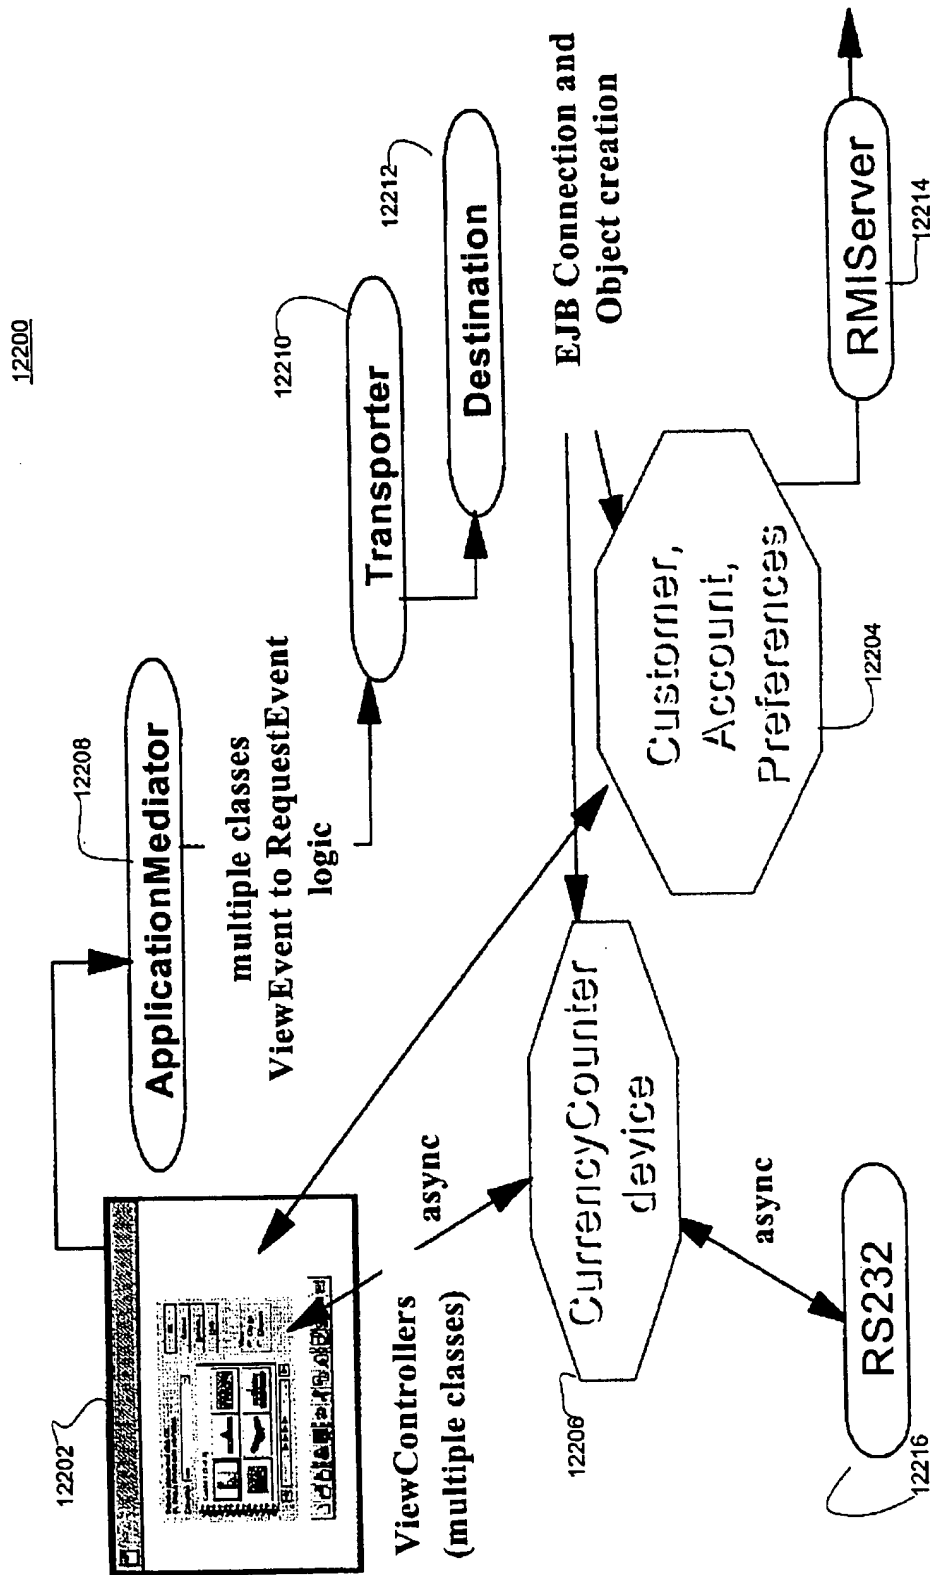 12200
12202
12208
ApplicationMediator
multiple classes
ViewEvent to RequestEvent
logic
12210
Transporter
12212
Destination
ViewControllers
(multiple classes)
async
EJB Connection and
Object creation
12206
CurrencyCounter
device
Customer,
Account,
Preferences
12204
async
RS232
12216
RMIServer
12214